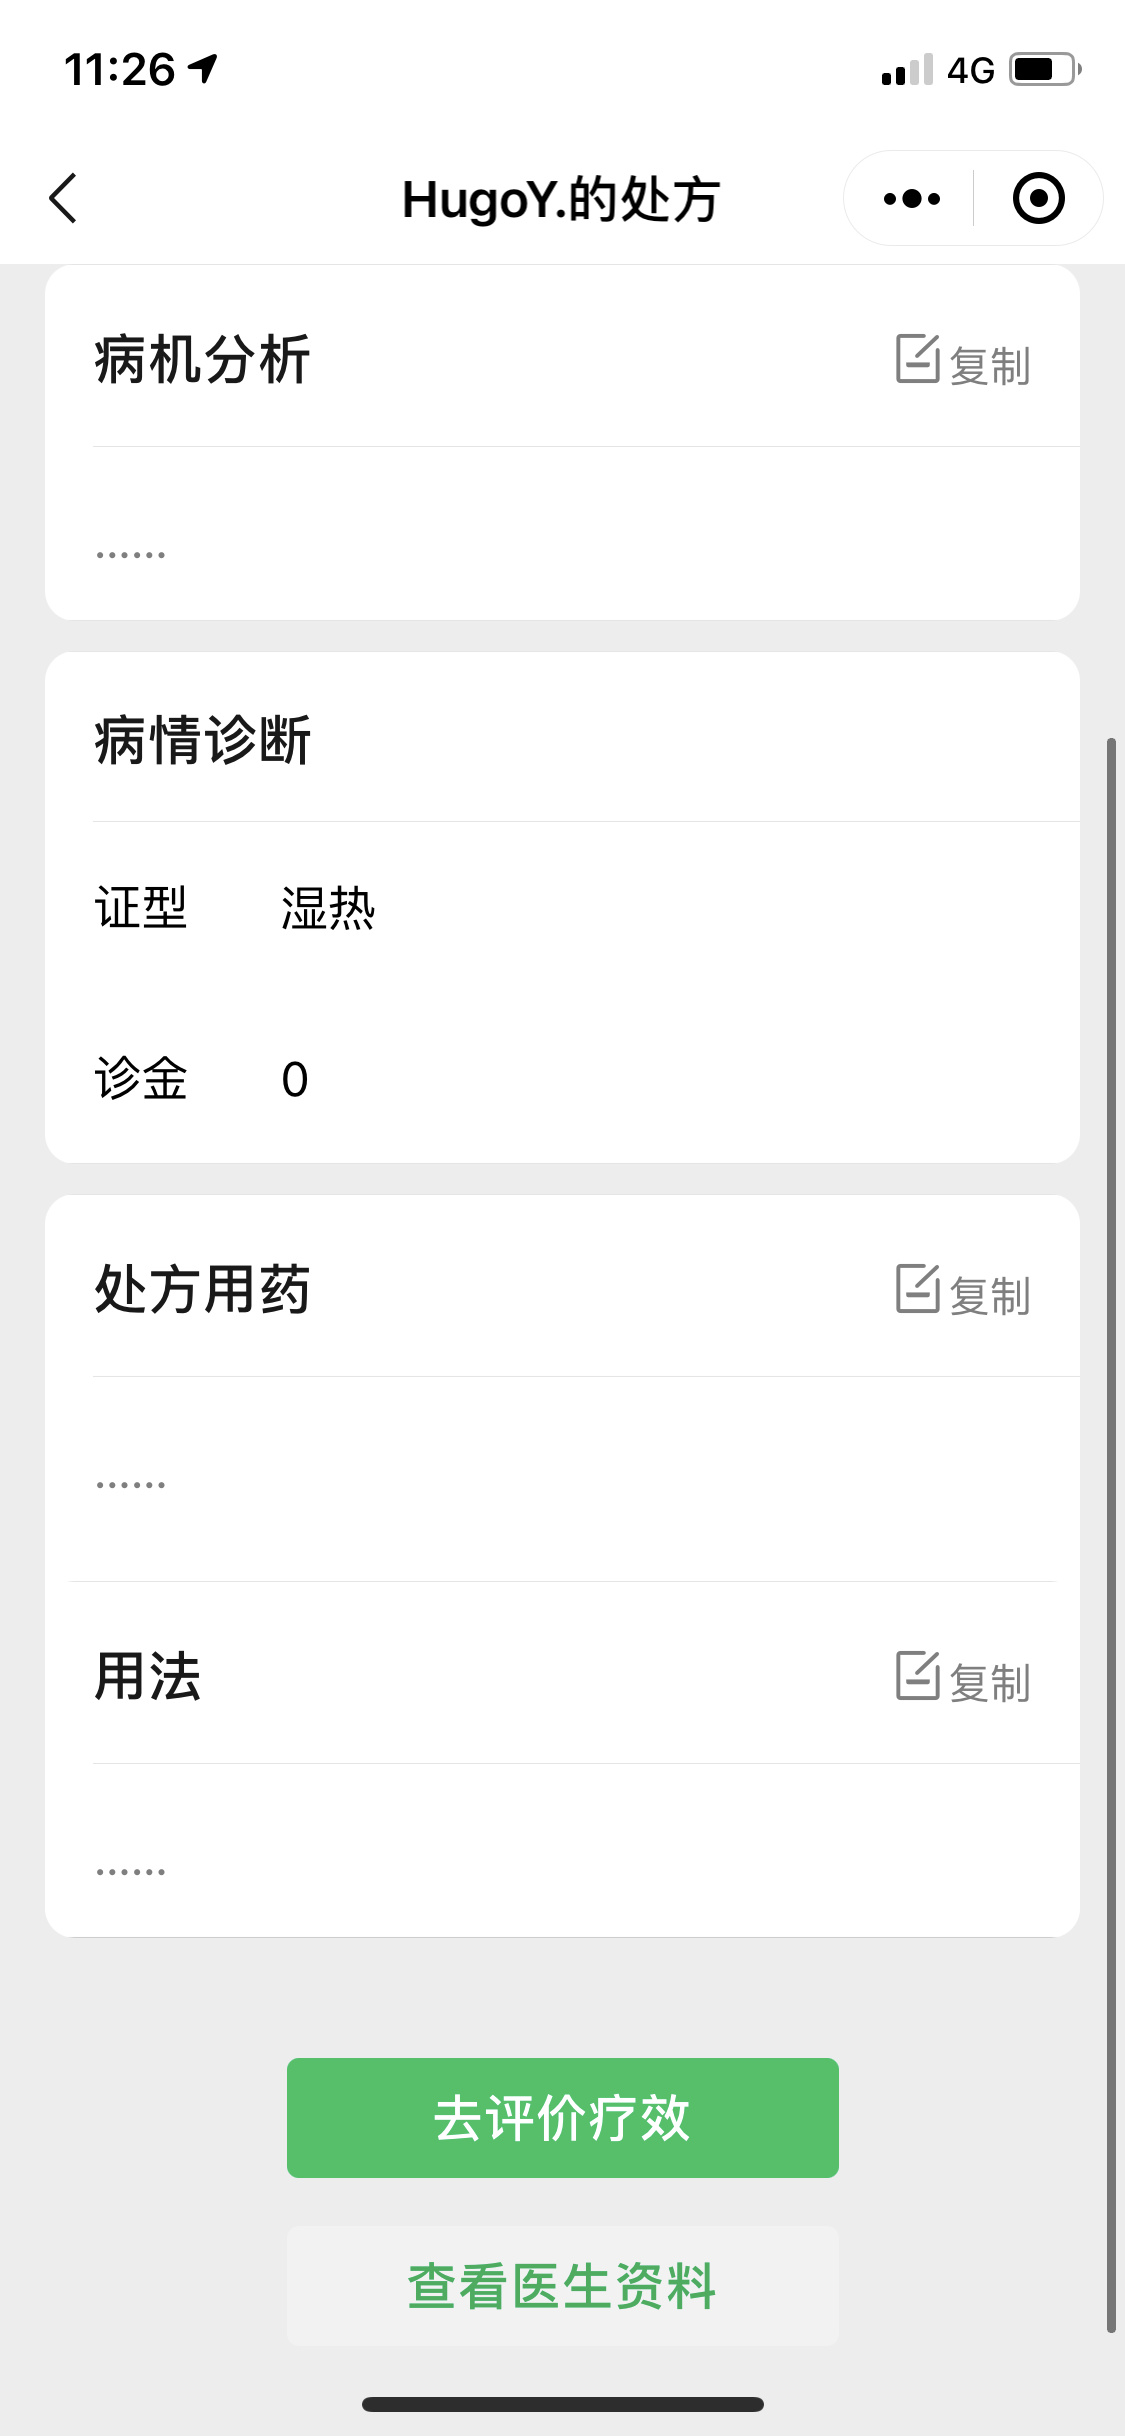 11:26
4G
HugoY.的处方
病机分析
复制
……
病情诊断
证型 湿热
诊金 0
处方用药
复制
……
用法
复制
……
去评价疗效
查看医生资料